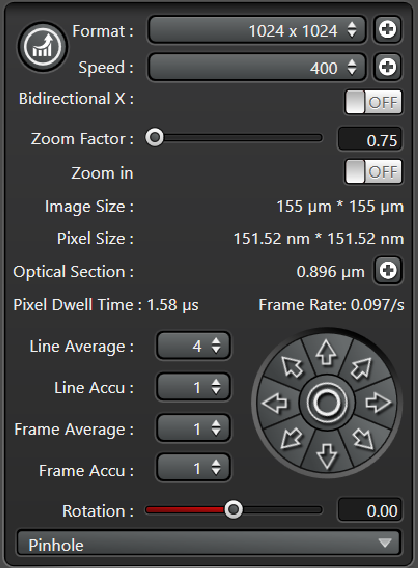 Format : 1024 x 1024
Speed : 400
Bidirectional X : OFF
Zoom Factor : 0.75
Zoom in OFF
Image Size : 155 µm * 155 µm
Pixel Size : 151.52 nm * 151.52 nm
Optical Section : 0.896 µm
Pixel Dwell Time : 1.58 µs Frame Rate: 0.097/s
Line Average : 4
Line Accu : 1
Frame Average : 1
Frame Accu : 1
Rotation : 0.00
Pinhole